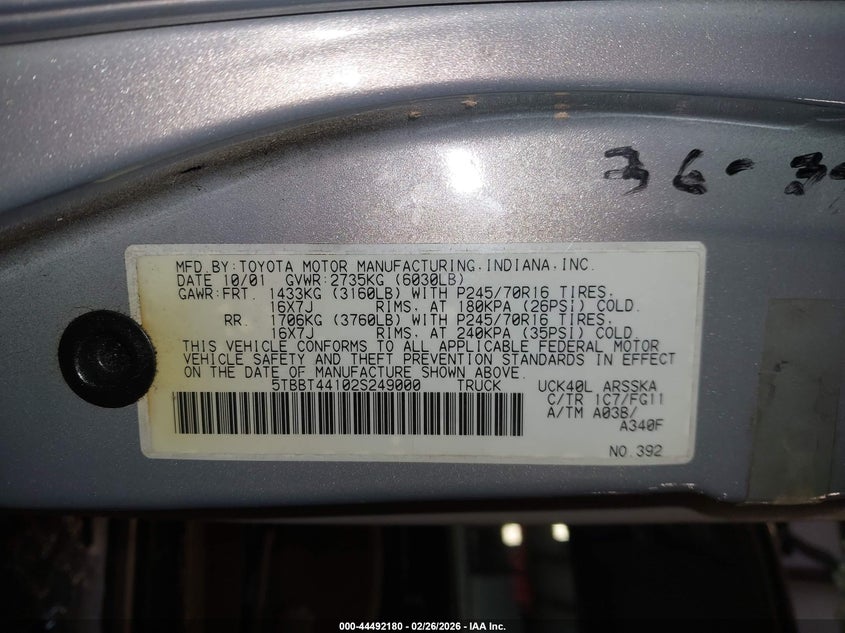 36-3
MFD.BY:TOYOTA MOTOR MANUFACTURING,INDIANA,INC.
DATE 10/01 GVWR:2735KG (6030LB)
GAWR:FRT. 1433KG (3160LB) WITH P245/70R16 TIRES,
16X7J RIMS, AT 180KPA (26PSI) COLD.
RR. 1706KG (3760LB) WITH P245/70R16 TIRES,
16X7J RIMS, AT 240KPA (35PSI) COLD.
THIS VEHICLE CONFORMS TO ALL APPLICABLE FEDERAL MOTOR
VEHICLE SAFETY AND THEFT PREVENTION STANDARDS IN EFFECT
ON THE DATE OF MANUFACTURE SHOWN ABOVE.
5TBBT44102S249000 TRUCK UCK40L ARSSKA
C/TR 1C7/FG11
A/TM A03B/
A340F
NO.392
000-44492180 - 02/26/2026 - IAA Inc.